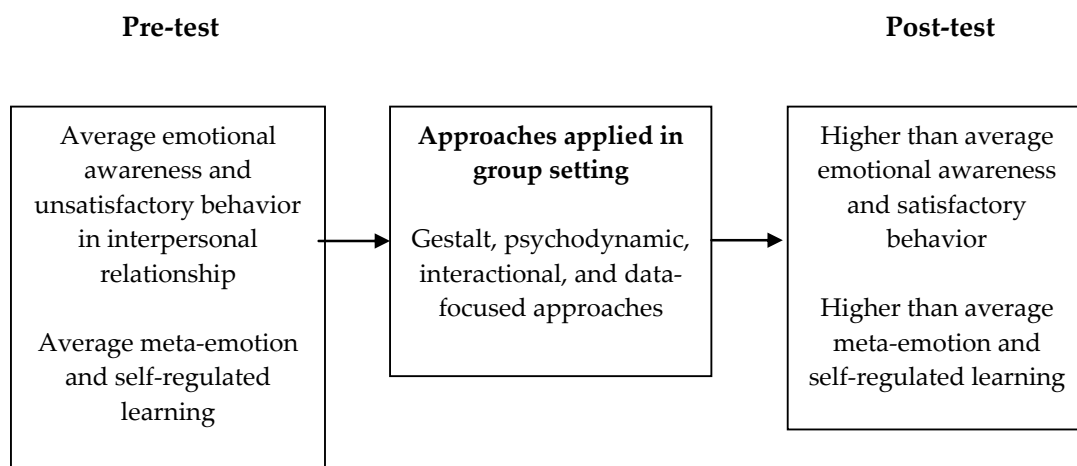 Pre-test
Post-test
Average emotional
awareness and
unsatisfactory behavior
in interpersonal
relationship
Average meta-emotion
and self-regulated
learning
Approaches applied in
group setting
Gestalt, psychodynamic,
interactional, and data-
focused approaches
Higher than average
emotional awareness
and satisfactory
behavior
Higher than average
meta-emotion and
self-regulated learning